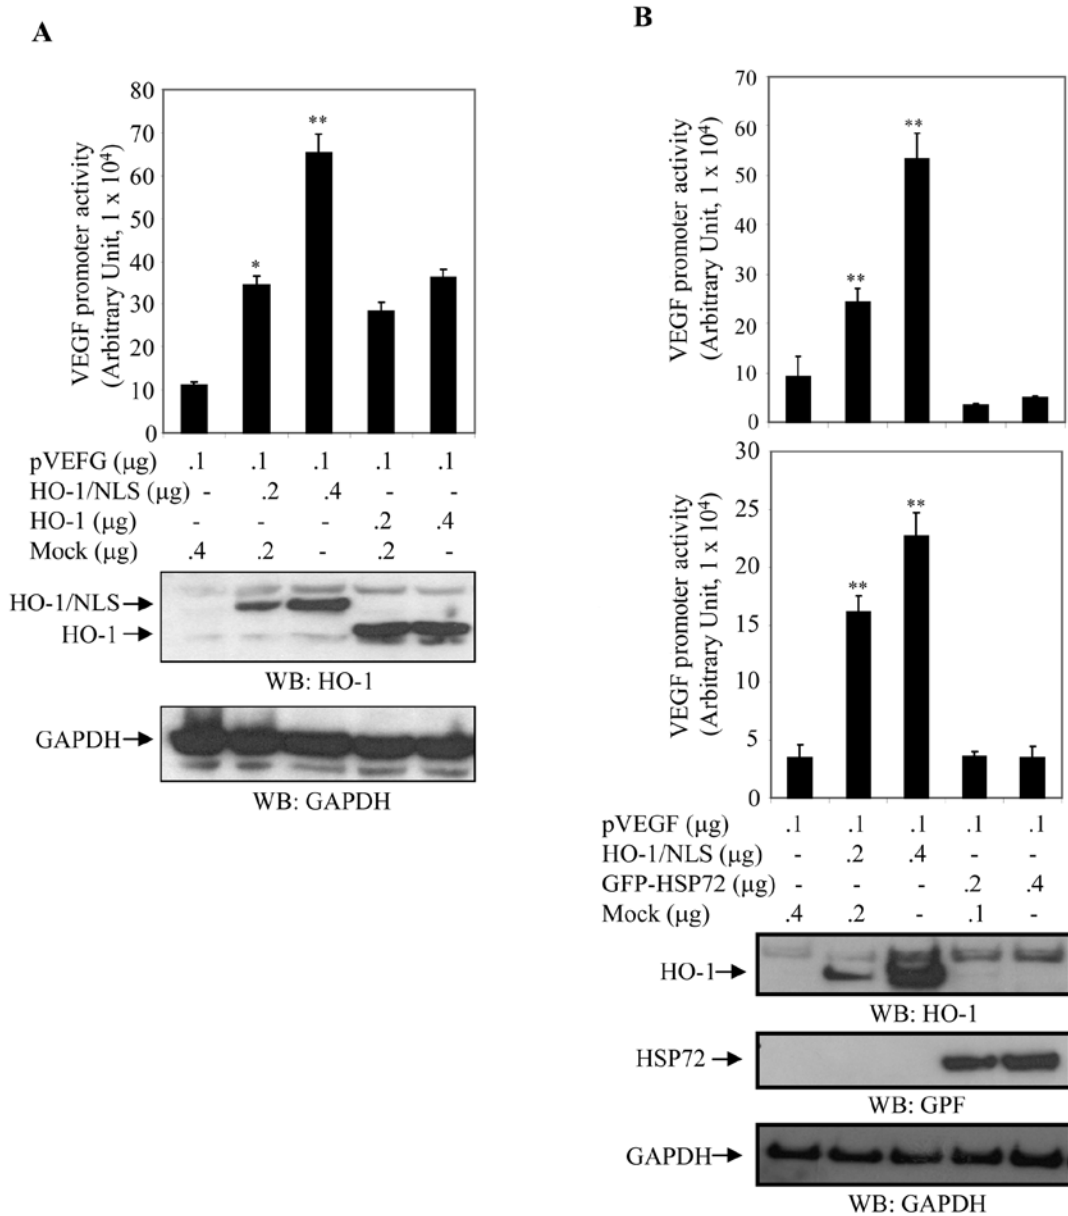 A
80
70
60
50
40
30
20
10
0
VEGF promoter activity
(Arbitrary Unit, 1 x 10⁴)
*
**
pVEFG (µg) .1 .1 .1 .1 .1
HO-1/NLS (µg) - .2 .4 - -
HO-1 (µg) - - - .2 .4
Mock (µg) .4 .2 - .2 -
HO-1/NLS
HO-1
WB: HO-1
GAPDH
WB: GAPDH
B
70
60
50
40
30
20
10
0
VEGF promoter activity
(Arbitrary Unit, 1 x 10⁴)
**
**
30
25
20
15
10
5
0
VEGF promoter activity
(Arbitrary Unit, 1 x 10⁴)
**
**
pVEGF (µg) .1 .1 .1 .1 .1
HO-1/NLS (µg) - .2 .4 - -
GFP-HSP72 (µg) - - - .2 .4
Mock (µg) .4 .2 - .1 -
HO-1
WB: HO-1
HSP72
WB: GPF
GAPDH
WB: GAPDH